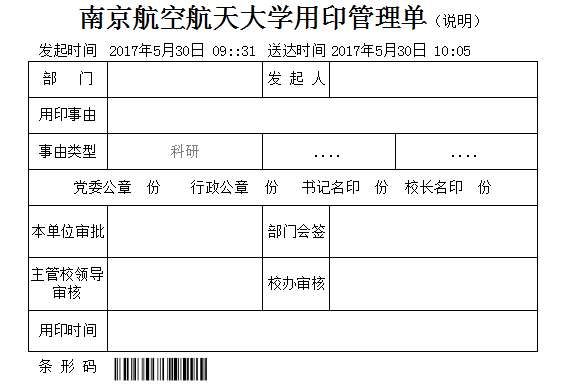 南京航空航天大学用印管理单（说明）
发起时间 2017年5月30日 09::31 送达时间 2017年5月30日 10:05
部 门 发 起 人
用印事由
事由类型 科研 .... ....
党委公章 份 行政公章 份 书记名印 份 校长名印 份
本单位审批 部门会签
主管校领导
审核 校办审核
用印时间
条 形 码